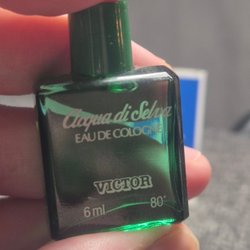 Acqua di Selva
EAU DE COLOGNE
VICTOR
6 ml 80°